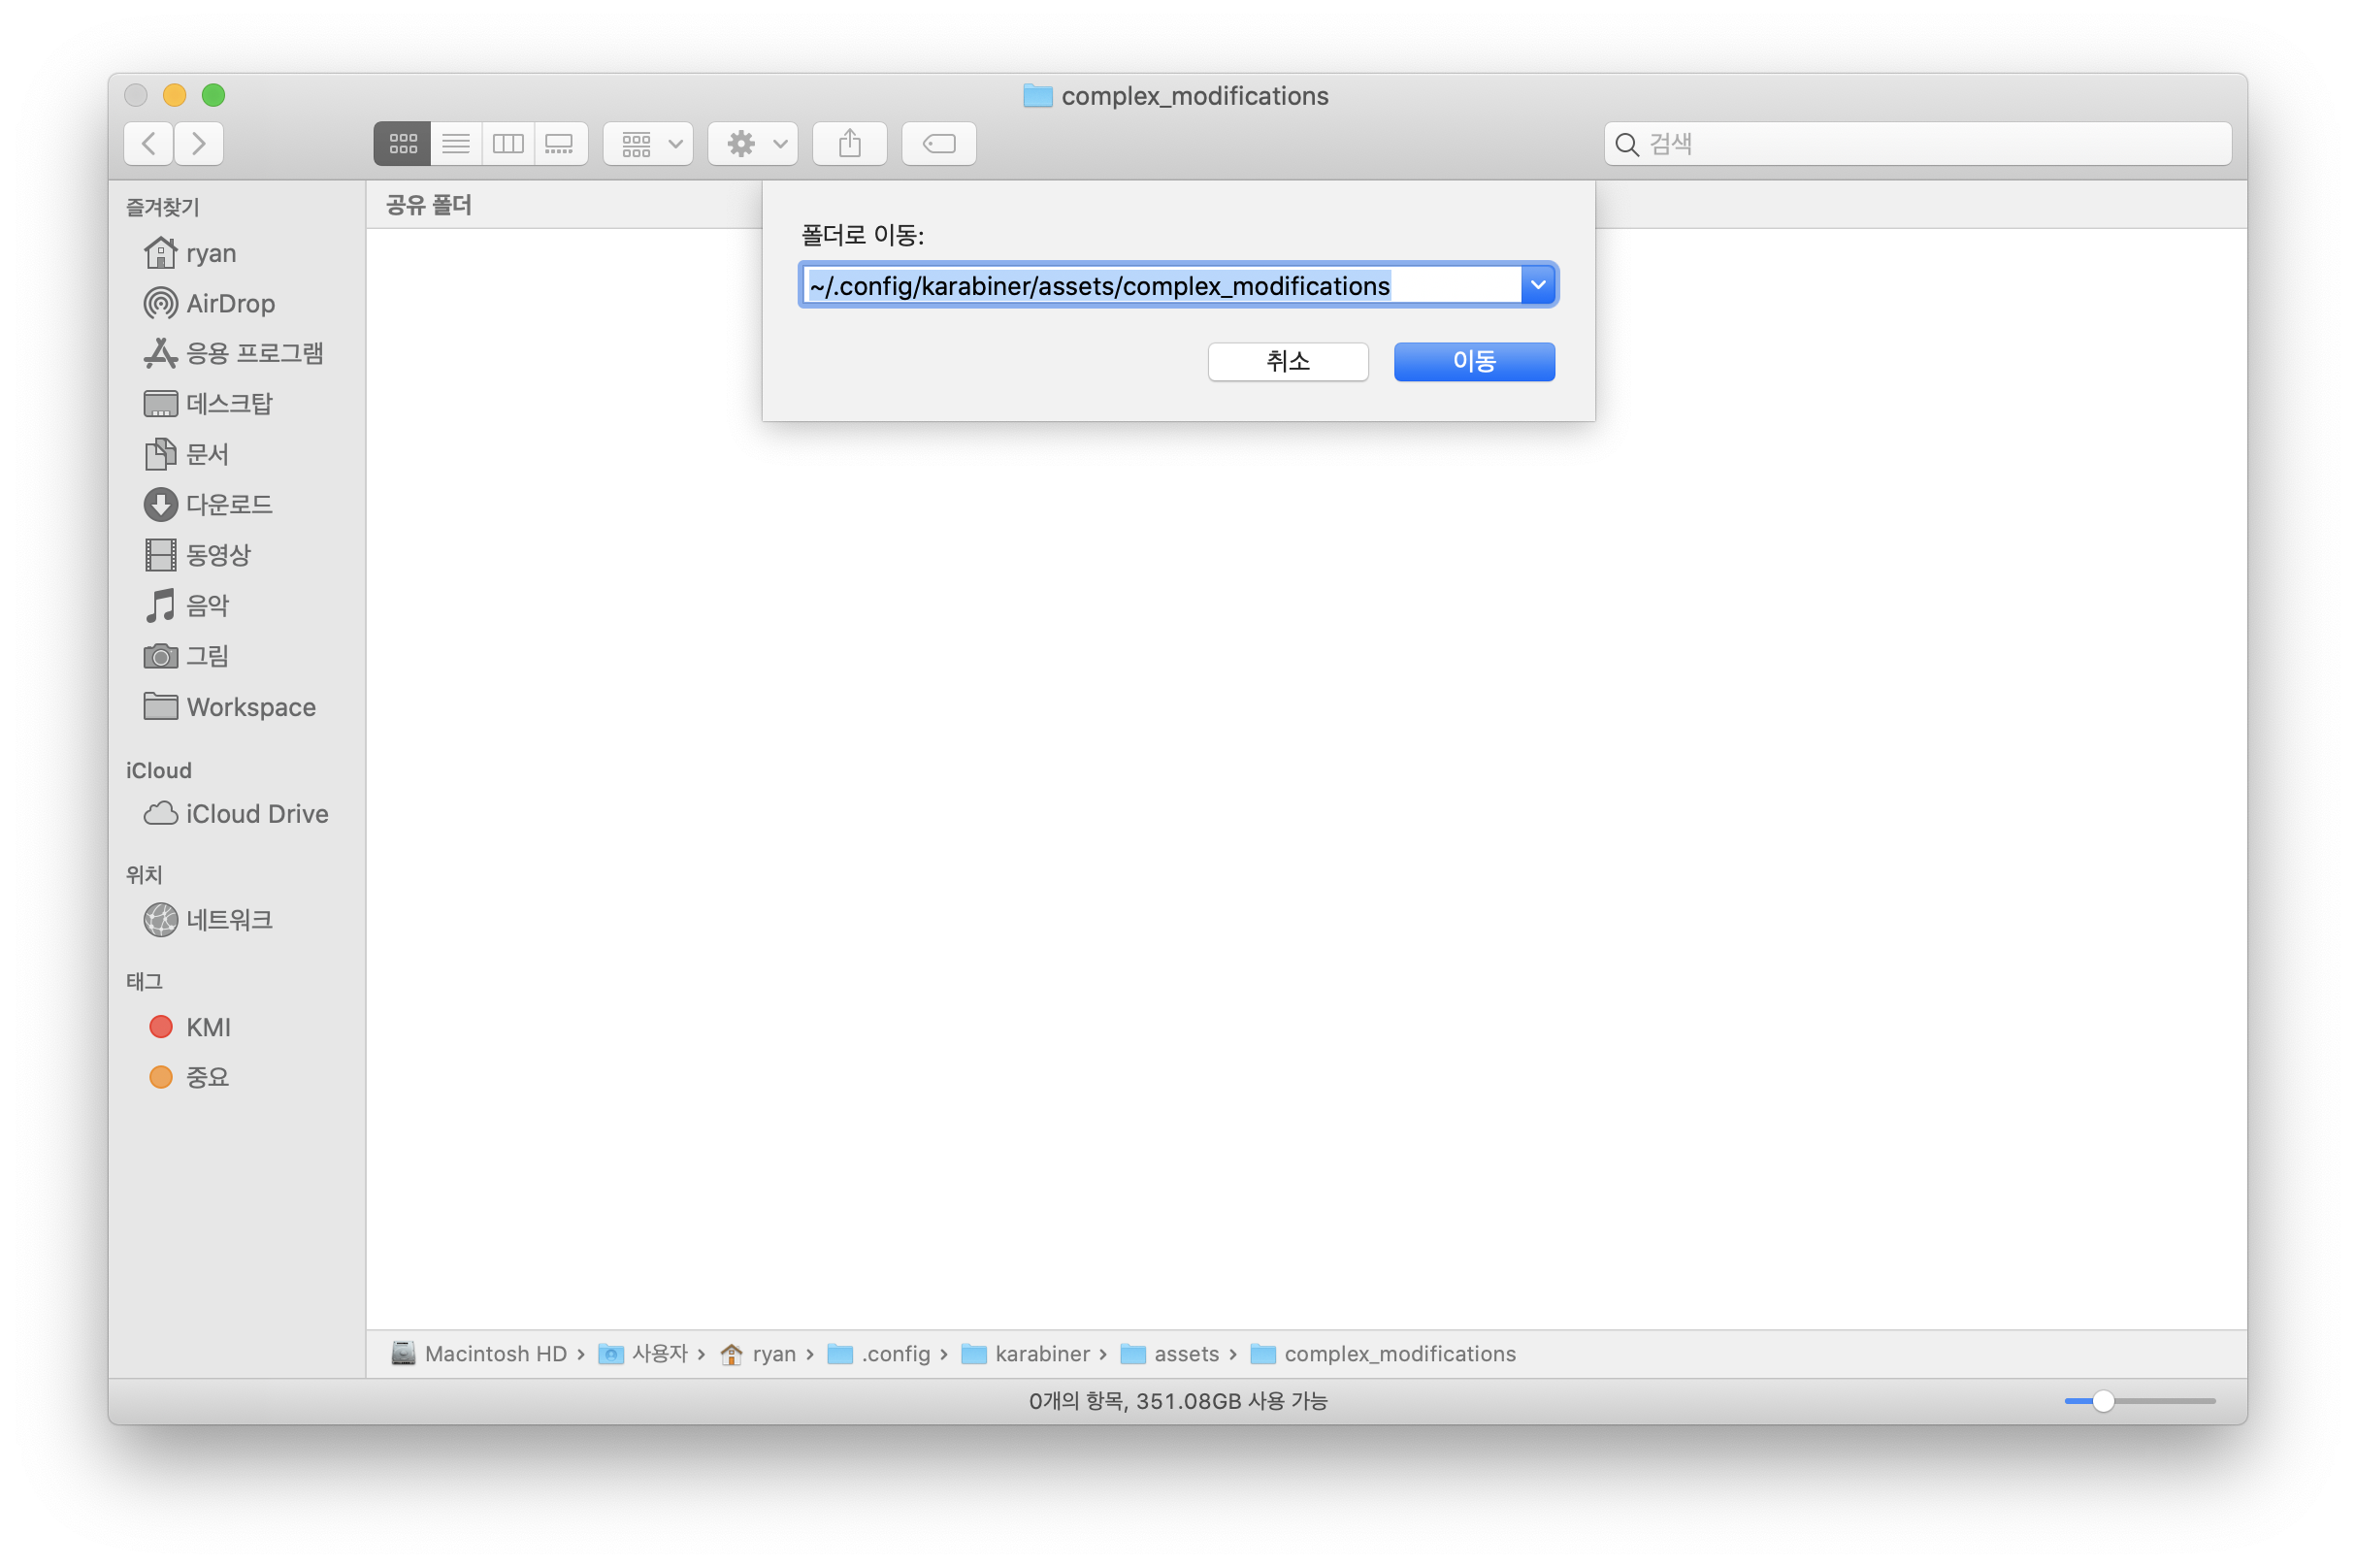 complex_modifications
검색
즐겨찾기
ryan
AirDrop
응용 프로그램
데스크탑
문서
다운로드
동영상
음악
그림
Workspace
iCloud
iCloud Drive
위치
네트워크
태그
KMI
중요
공유 폴더
폴더로 이동:
~/.config/karabiner/assets/complex_modifications
취소 이동
Macintosh HD › 사용자 › ryan › .config › karabiner › assets › complex_modifications
0개의 항목, 351.08GB 사용 가능